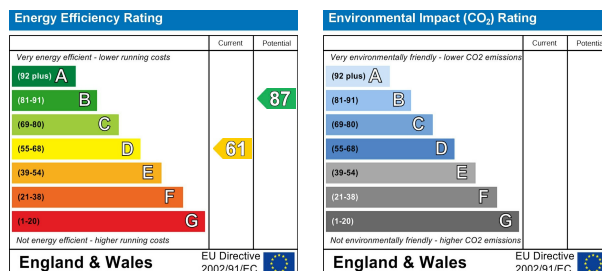 Energy Efficiency Rating
Current Potential
Very energy efficient - lower running costs
(92 plus) A
(81-91) B
87
(69-80) C
(55-68) D
61
(39-54) E
(21-38) F
(1-20) G
Not energy efficient - higher running costs
England & Wales
EU Directive
2002/91/EC
Environmental Impact (CO2) Rating
Current Potential
Very environmentally friendly - lower CO2 emissions
(92 plus) A
(81-91) B
(69-80) C
(55-68) D
(39-54) E
(21-38) F
(1-20) G
Not environmentally friendly - higher CO2 emissions
England & Wales
EU Directive
2002/91/EC